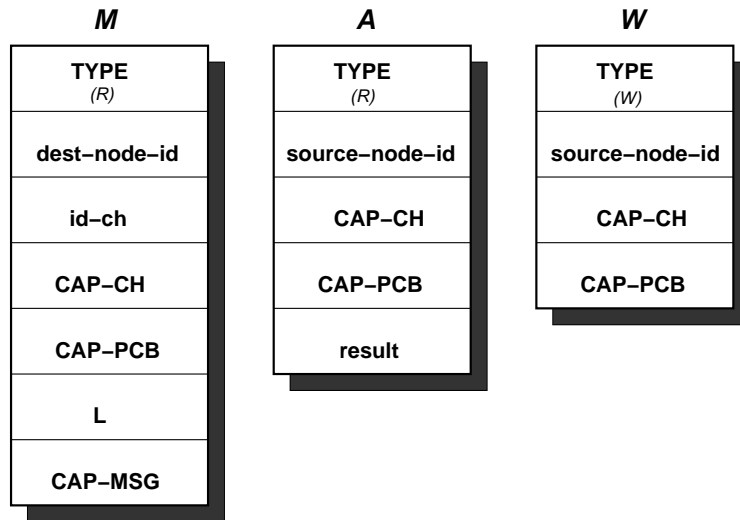 M
TYPE
(R)
dest–node–id
id–ch
CAP–CH
CAP–PCB
L
CAP–MSG
A
TYPE
(R)
source–node–id
CAP–CH
CAP–PCB
result
W
TYPE
(W)
source–node–id
CAP–CH
CAP–PCB